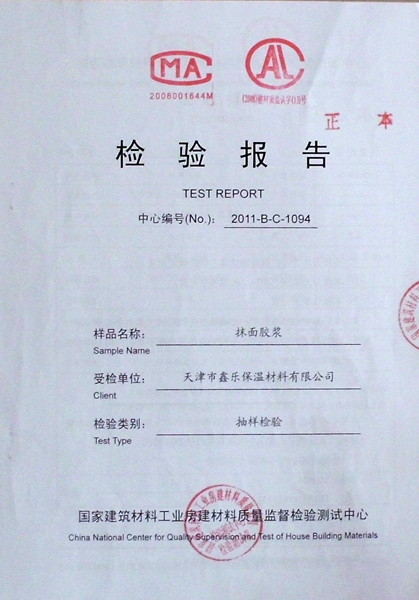 CMA
2008001644M
CAL
正 本
检 验 报 告
TEST REPORT
中心编号(No.): 2011-B-C-1094
样品名称: 抹面胶浆
Sample Name
受检单位: 天津市鑫乐保温材料有限公司
Client
检验类别: 抽样检验
Test Type
国家建筑材料工业房建材料质量监督检验测试中心
China National Center for Quality Supervision and Test of House Building Materials